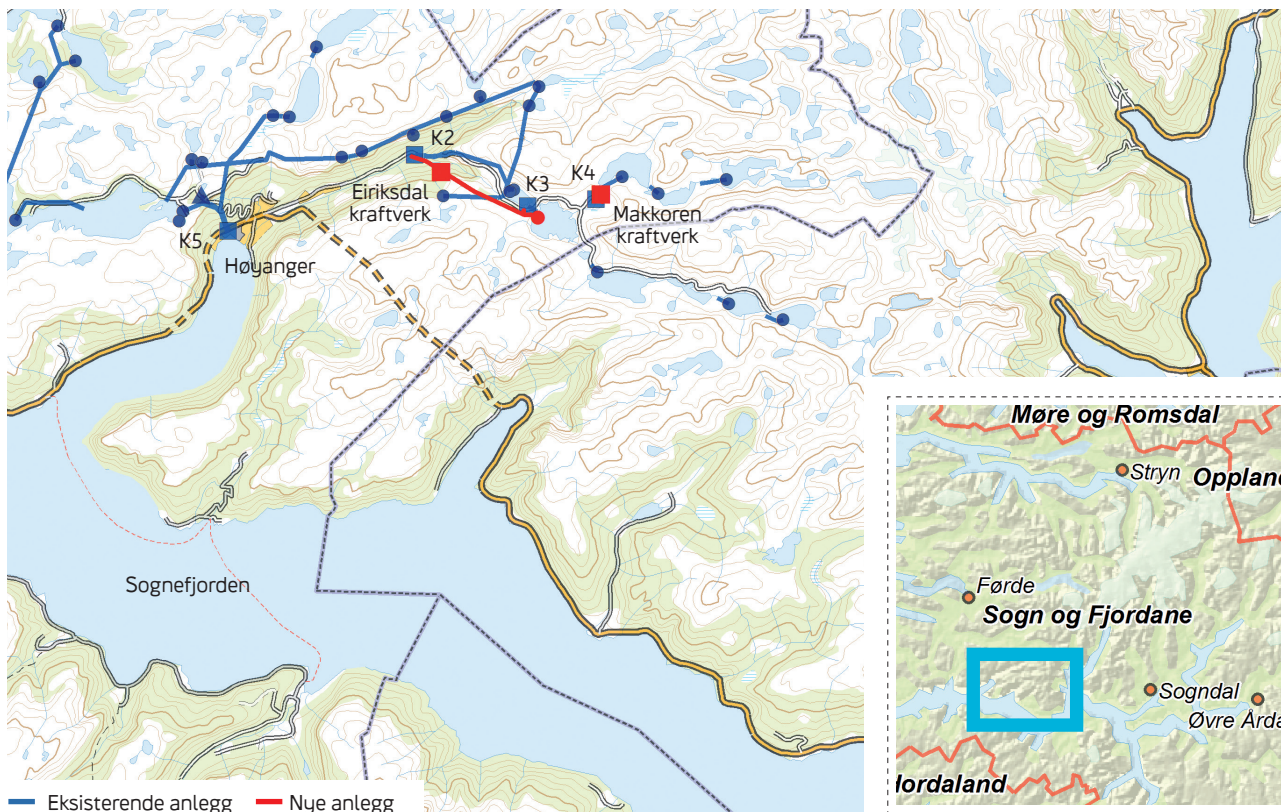 K2
K3
K4
Eiriksdal
kraftverk
Makkoren
kraftverk
K5
Høyanger
Sognefjorden
Møre og Romsdal
Stryn
Oppland
Førde
Sogn og Fjordane
Sogndal
Øvre Årda
Hordaland
Eksisterende anlegg
Nye anlegg